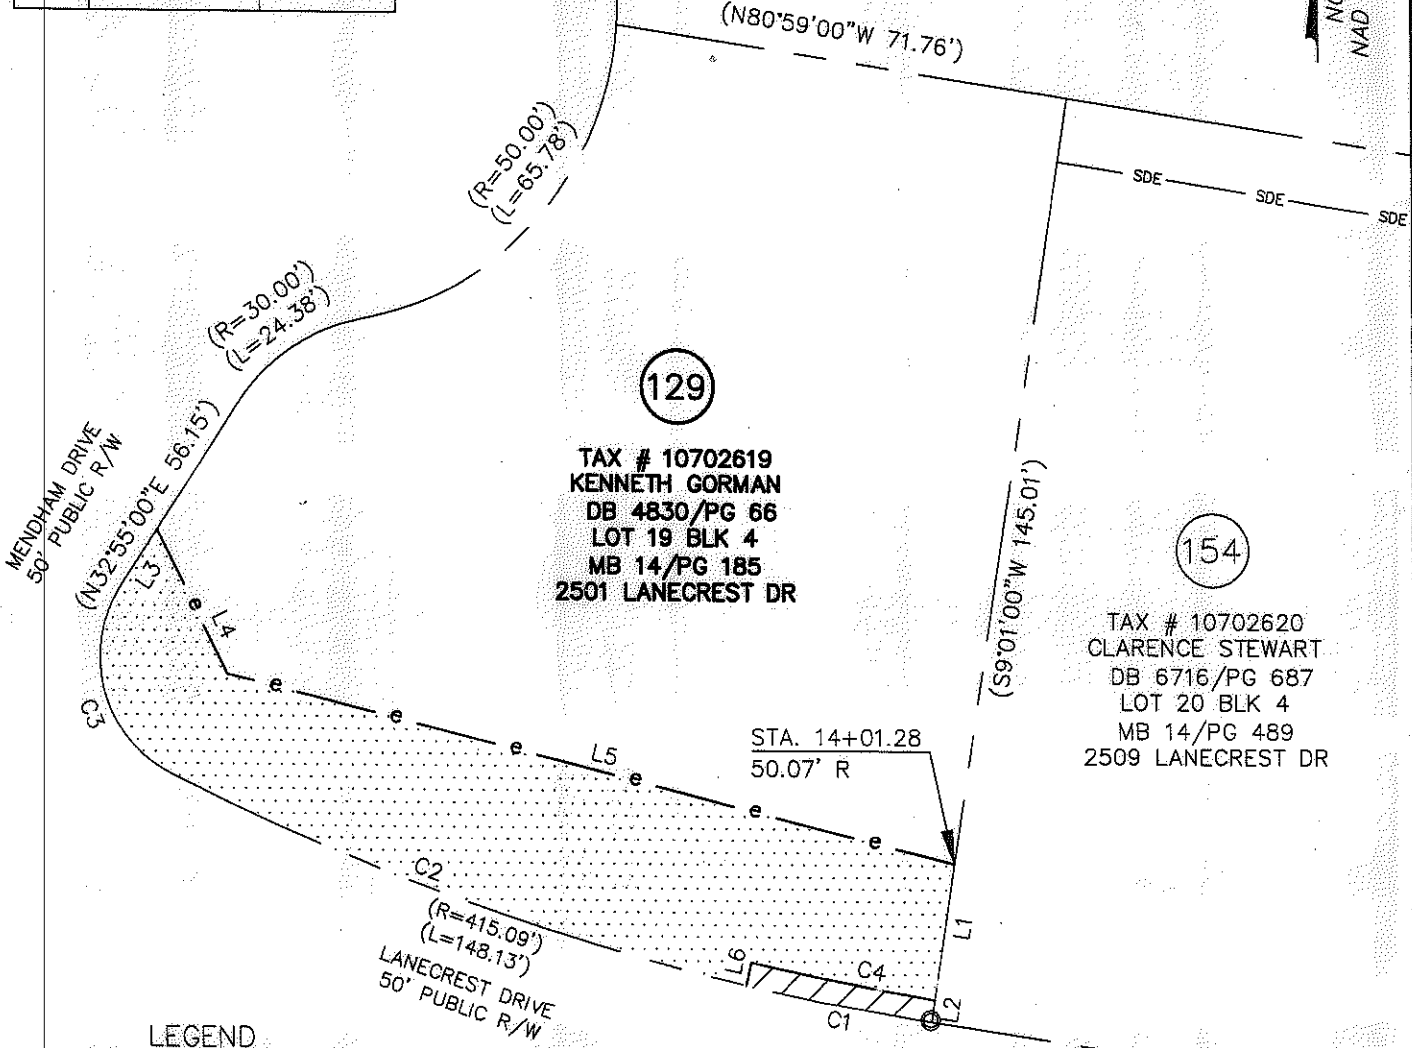 (N80°59'00"W 71.76')
NAD
(R=50.00')
(L=65.78')
SDE
SDE
SDE
(R=30.00')
(L=24.38')
129
TAX # 10702619
KENNETH GORMAN
DB 4830/PG 66
LOT 19 BLK 4
MB 14/PG 185
2501 LANECREST DR
MENDHAM DRIVE
50' PUBLIC R/W
(N32°55'00"E 56.15')
(S9°01'00"W 145.01')
154
TAX # 10702620
CLARENCE STEWART
DB 6716/PG 687
LOT 20 BLK 4
MB 14/PG 489
2509 LANECREST DR
L3
e
L4
e
e
e
L5
e
e
e
C3
STA. 14+01.28
50.07' R
C2
(R=415.09')
(L=148.13')
LANECREST DRIVE
50' PUBLIC R/W
L1
L6
C4
L2
C1
LEGEND